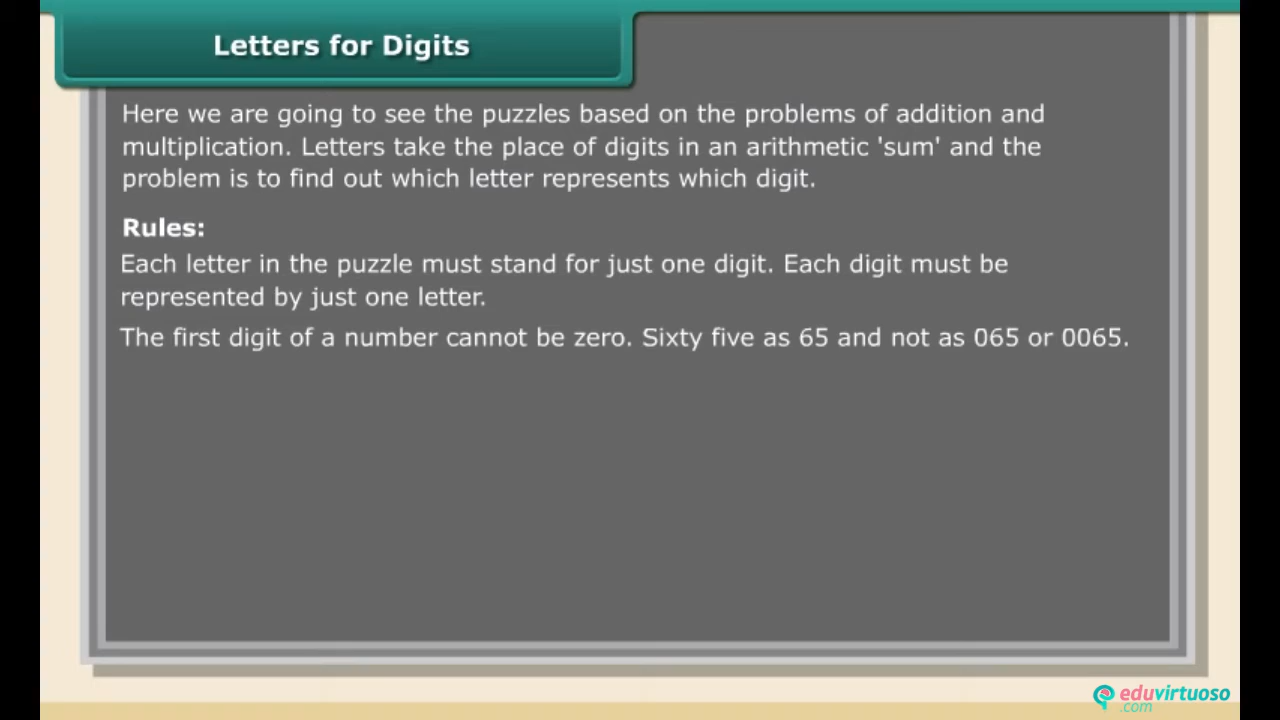 Letters for Digits
Here we are going to see the puzzles based on the problems of addition and
multiplication. Letters take the place of digits in an arithmetic 'sum' and the
problem is to find out which letter represents which digit.
Rules:
Each letter in the puzzle must stand for just one digit. Each digit must be
represented by just one letter.
The first digit of a number cannot be zero. Sixty five as 65 and not as 065 or 0065.
eduvirtuoso
.com